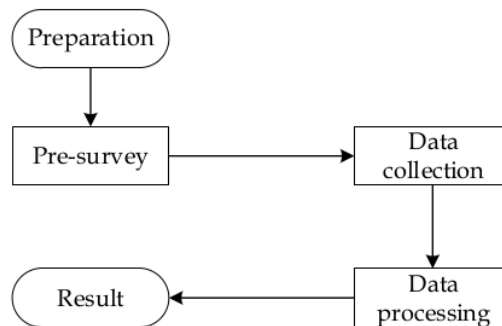 Preparation
Pre-survey
Data
collection
Data
processing
Result